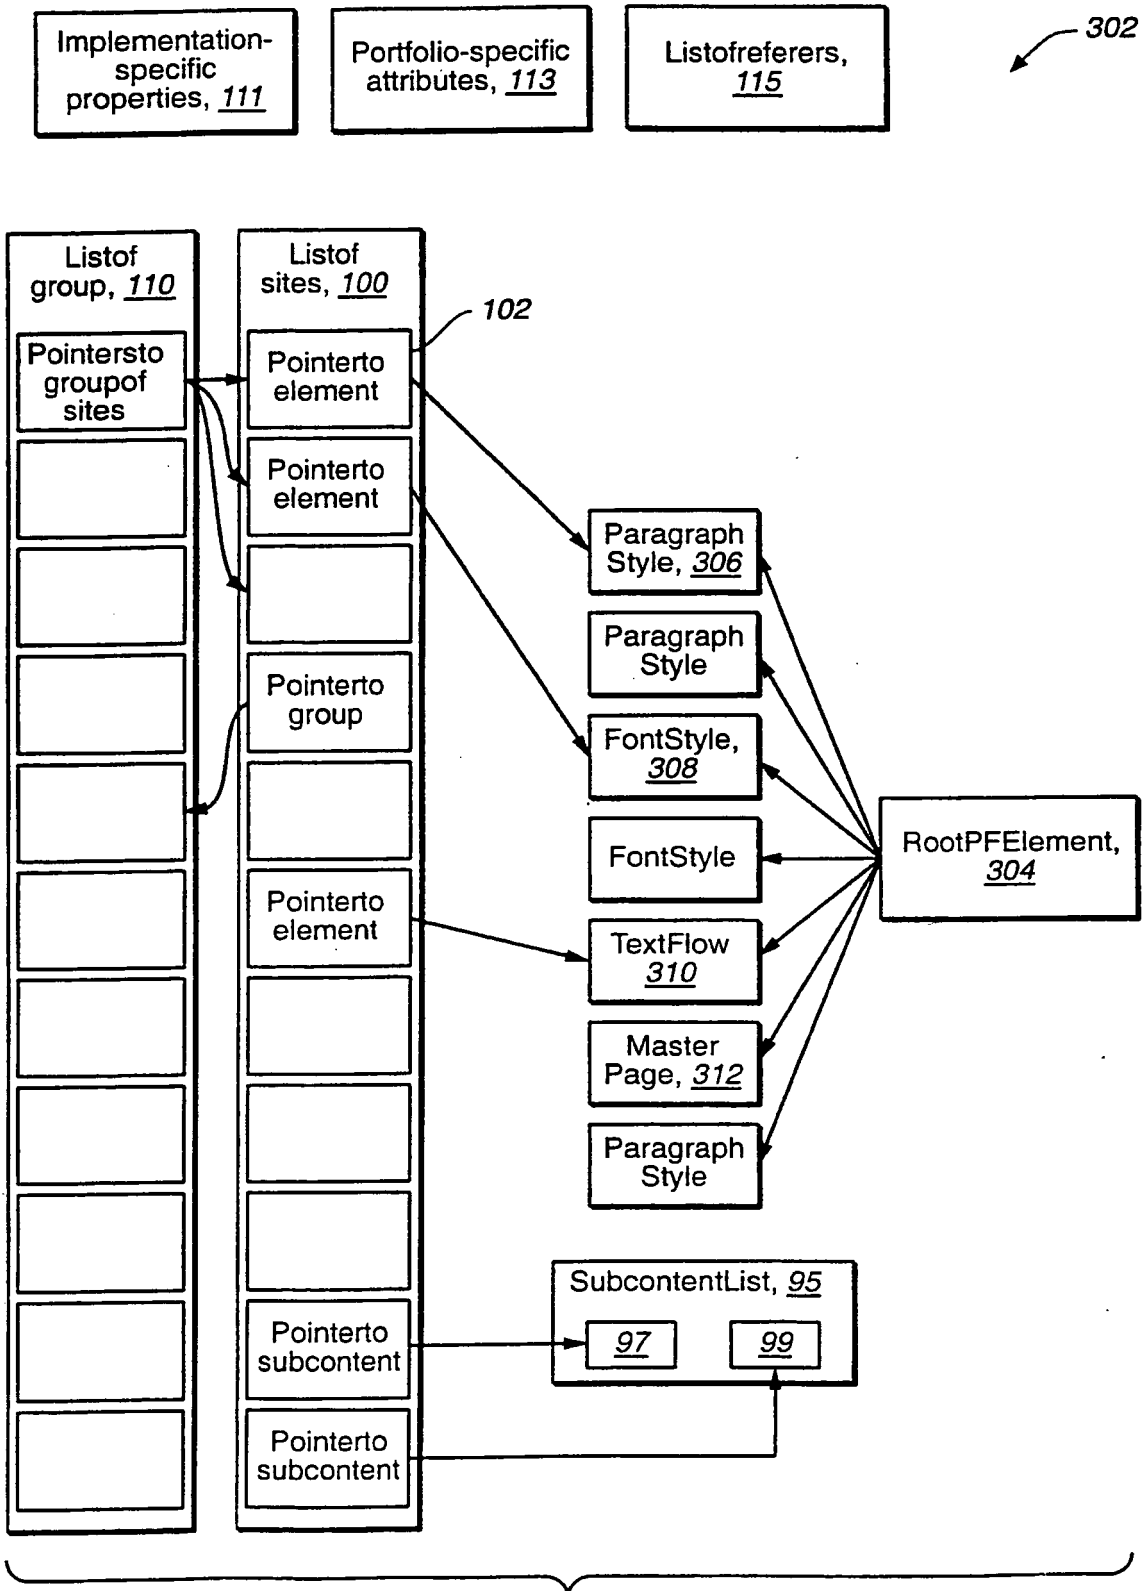 302
Implementation-
specific
properties, 111
Portfolio-specific
attributes, 113
Listofreferers,
115
Listof
group, 110
Pointersto
groupof
sites
Listof
sites, 100
102
Pointerto
element
Pointerto
element
Pointerto
group
Pointerto
element
Pointerto
subcontent
Pointerto
subcontent
Paragraph
Style, 306
Paragraph
Style
FontStyle,
308
FontStyle
TextFlow
310
Master
Page, 312
Paragraph
Style
RootPFElement,
304
SubcontentList, 95
97
99